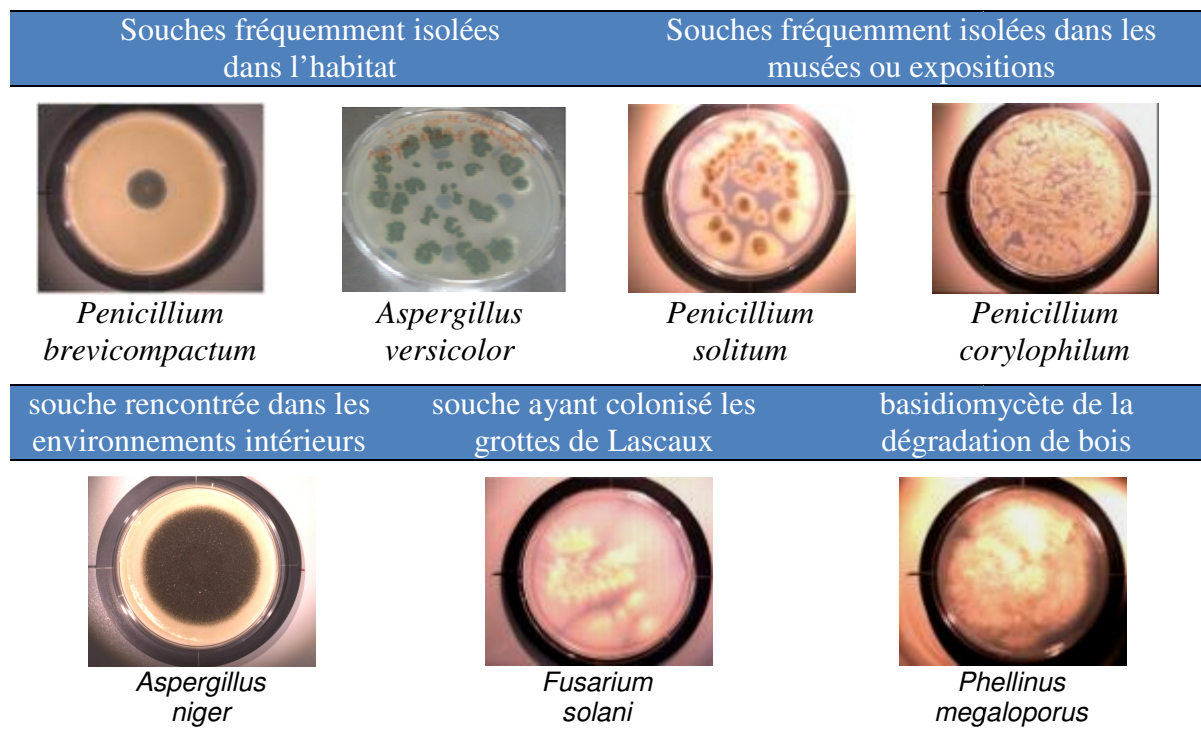 Souches fréquemment isolées
dans l'habitat
Souches fréquemment isolées dans les
musées ou expositions
Penicillium
brevicompactum
Aspergillus
versicolor
Penicillium
solitum
Penicillium
corylophilum
souche rencontrée dans les
environnements intérieurs
souche ayant colonisé les
grottes de Lascaux
basidiomycète de la
dégradation de bois
Aspergillus
niger
Fusarium
solani
Phellinus
megaloporus